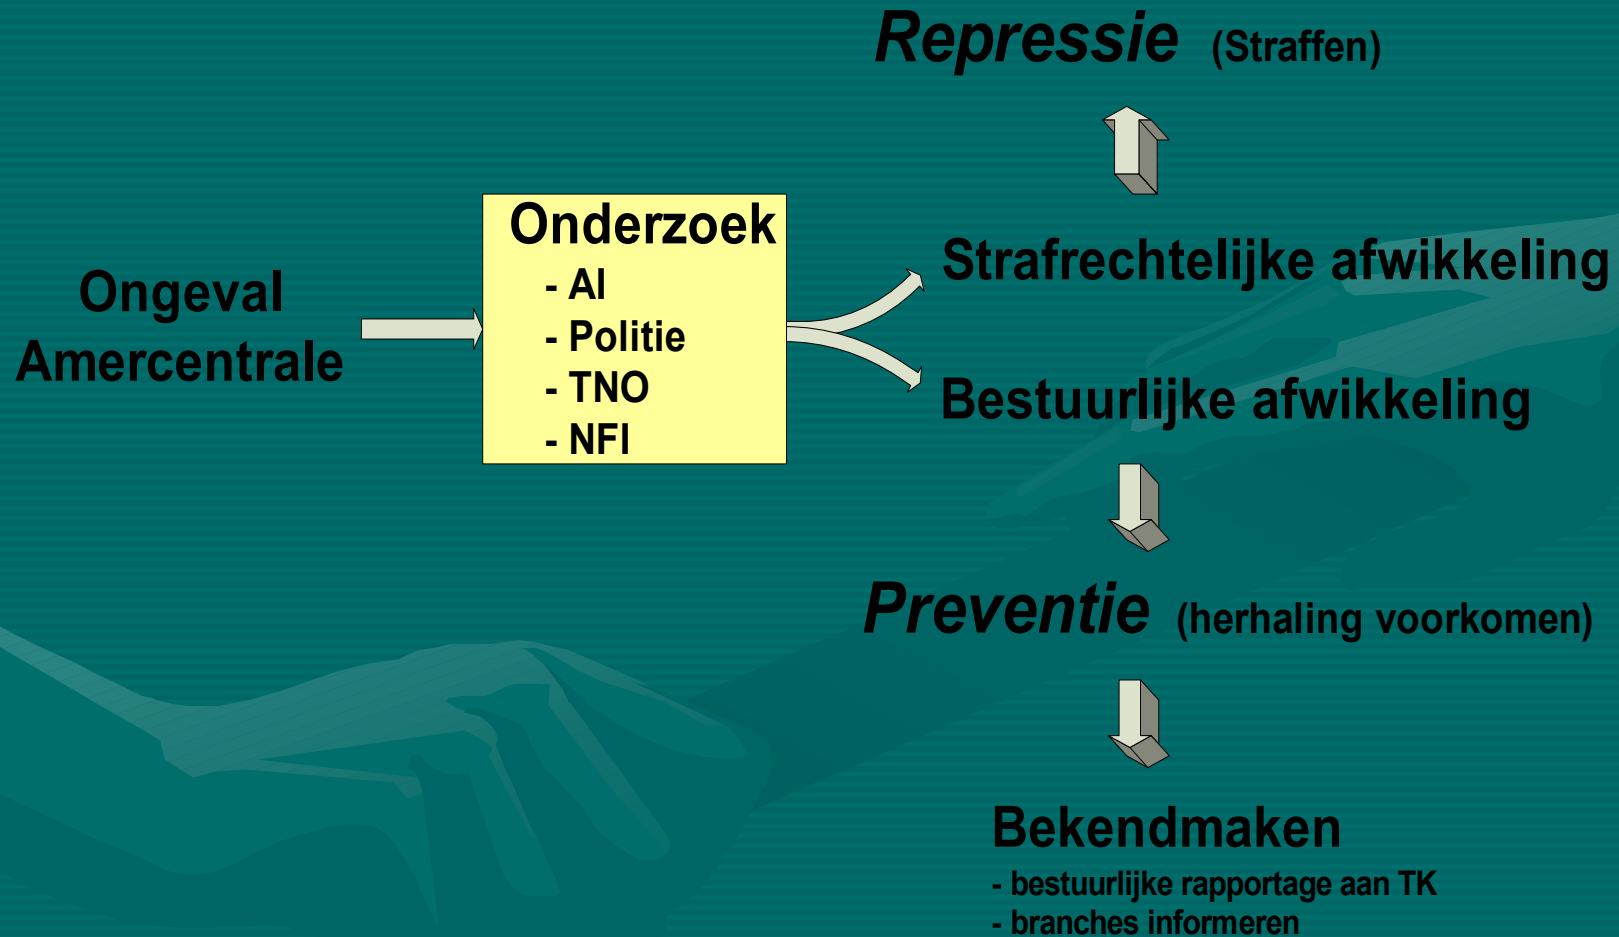 Repressie (Straffen)
Ongeval
Amercentrale
Onderzoek
- AI
- Politie
- TNO
- NFI
Strafrechtelijke afwikkeling
Bestuurlijke afwikkeling
Preventie (herhaling voorkomen)
Bekendmaken
- bestuurlijke rapportage aan TK
- branches informeren